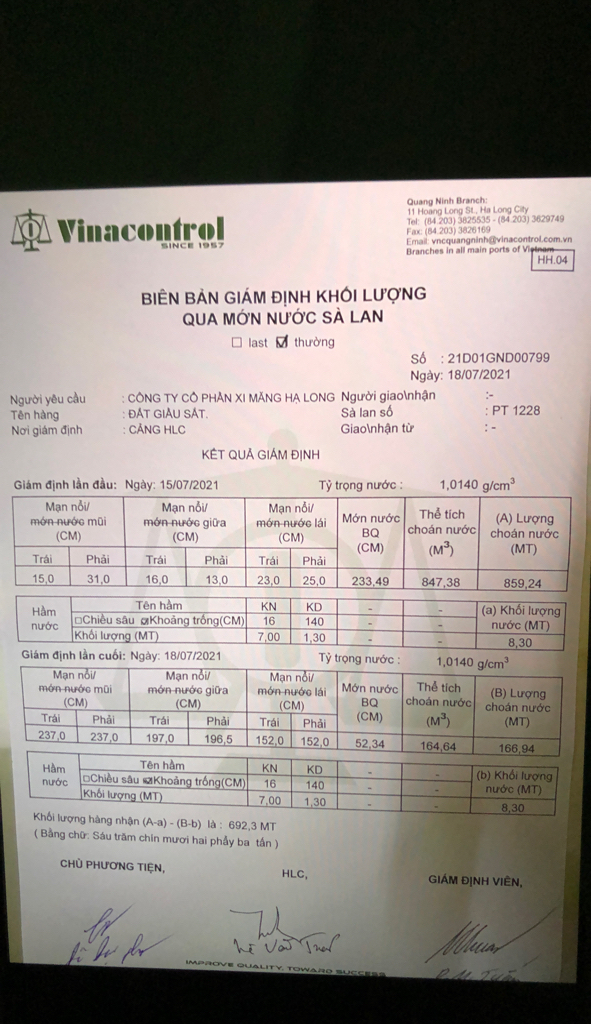 Vinacontrol
SINCE 1957
Quang Ninh Branch:
11 Hoang Long St., Ha Long City
Tel: (84.203) 3825535 - (84.203) 3629749
Fax: (84.203) 3826169
Email: vncquangninh@vinacontrol.com.vn
Branches in all main ports of Vietnam
HH.04
BIÊN BẢN GIÁM ĐỊNH KHỐI LƯỢNG
QUA MỚN NƯỚC SÀ LAN
☐ last ☑ thường
Số : 21D01GND00799
Ngày: 18/07/2021
Người yêu cầu : CÔNG TY CỔ PHẦN XI MĂNG HẠ LONG Người giao\nhận :-
Tên hàng : ĐẤT GIÀU SẮT. Sà lan số : PT 1228
Nơi giám định : CẢNG HLC Giao\nhận từ : -
KẾT QUẢ GIÁM ĐỊNH
Giám định lần đầu: Ngày: 15/07/2021 Tỷ trọng nước : 1,0140 g/cm³
Mạn nổi/ Mạn nổi/ Mạn nổi/ Mớn nước Thể tích (A) Lượng
mớn nước mũi mớn nước giữa mớn nước lái BQ choán nước choán nước
(CM) (CM) (CM) (CM) (M³) (MT)
Trái Phải Trái Phải Trái Phải
15,0 31,0 16,0 13,0 23,0 25,0 233,49 847,38 859,24
Hầm nước Tên hầm KN KD - - (a) Khối lượng
☐Chiều sâu ☑Khoảng trống(CM) 16 140 - - nước (MT)
Khối lượng (MT) 7,00 1,30 - - 8,30
Giám định lần cuối: Ngày: 18/07/2021 Tỷ trọng nước : 1,0140 g/cm³
Mạn nổi/ Mạn nổi/ Mạn nổi/ Mớn nước Thể tích (B) Lượng
mớn nước mũi mớn nước giữa mớn nước lái BQ choán nước choán nước
(CM) (CM) (CM) (CM) (M³) (MT)
Trái Phải Trái Phải Trái Phải
237,0 237,0 197,0 196,5 152,0 152,0 52,34 164,64 166,94
Hầm nước Tên hầm KN KD - - (b) Khối lượng
☐Chiều sâu ☑Khoảng trống(CM) 16 140 - - nước (MT)
Khối lượng (MT) 7,00 1,30 - - 8,30
Khối lượng hàng nhận (A-a) - (B-b) là : 692,3 MT
( Bằng chữ: Sáu trăm chín mươi hai phẩy ba tấn )
CHỦ PHƯƠNG TIỆN, HLC, GIÁM ĐỊNH VIÊN,
IMPROVE QUALITY, TOWARD SUCCESS